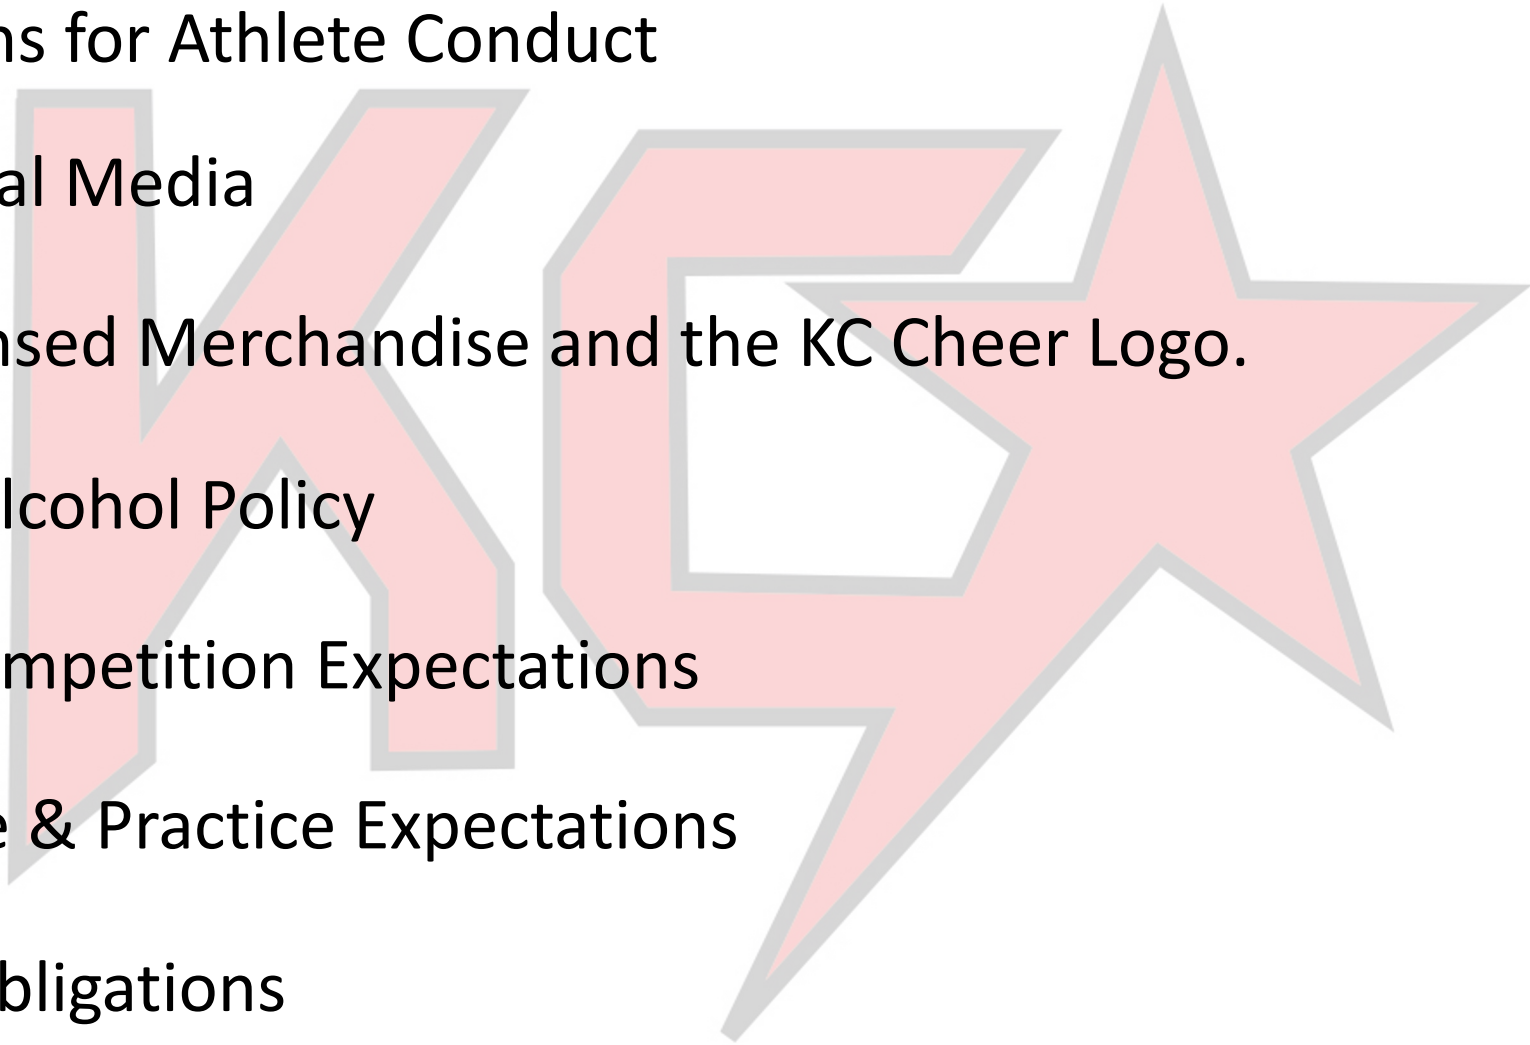 ns for Athlete Conduct
al Media
nsed Merchandise and the KC Cheer Logo.
lcohol Policy
mpetition Expectations
e & Practice Expectations
bligations
KC